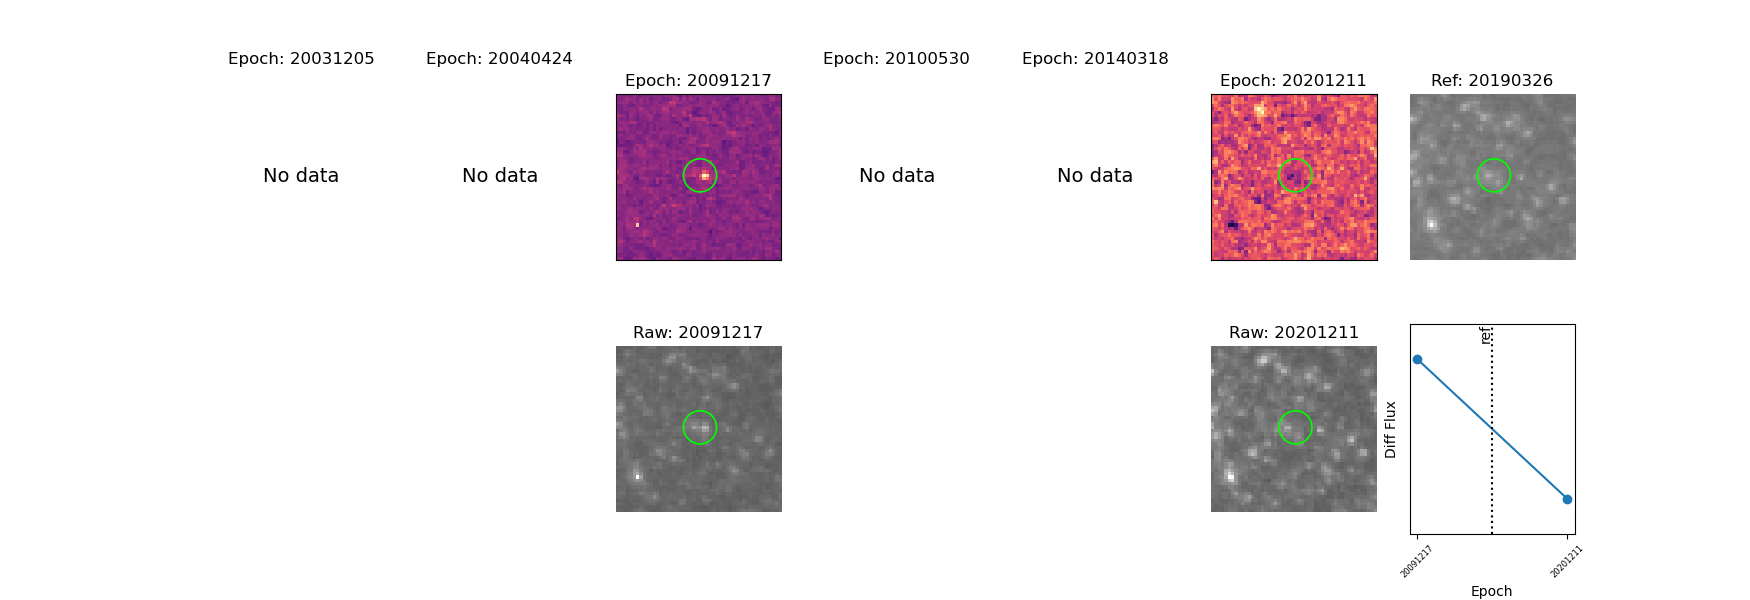 Epoch: 20031205
Epoch: 20040424
Epoch: 20091217
Epoch: 20100530
Epoch: 20140318
Epoch: 20201211
Ref: 20190326
No data
No data
No data
No data
Raw: 20091217
Raw: 20201211
ref
Diff Flux
20091217
20201211
Epoch